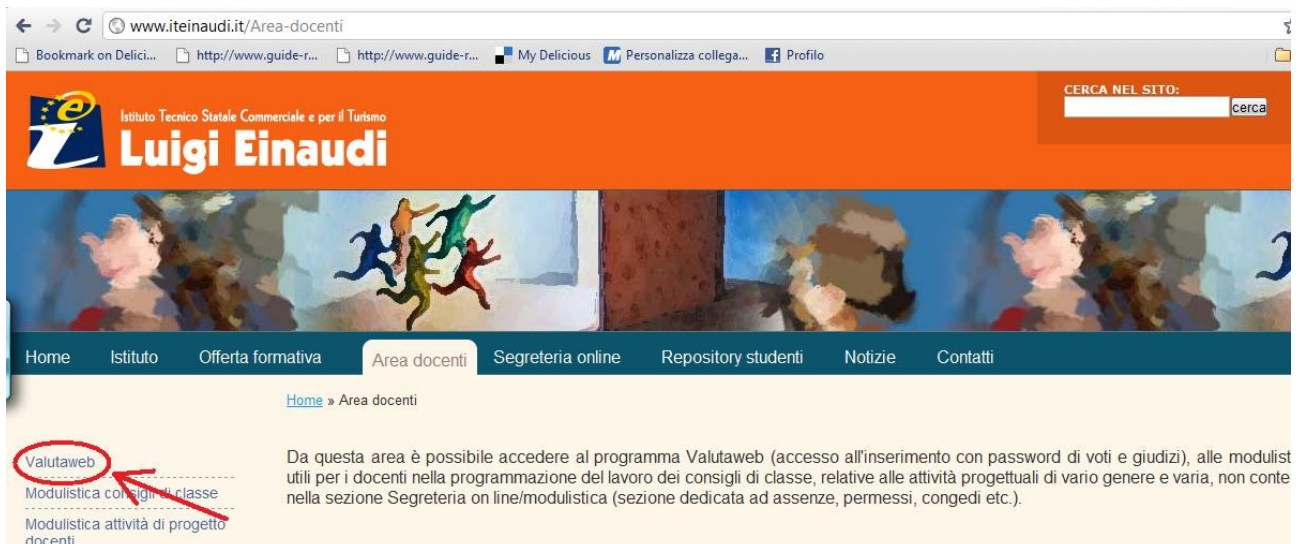 www.iteinaudi.it/Area-docenti
Bookmark on Delici... http://www.guide-r... http://www.guide-r... My Delicious Personalizza collega... Profilo
CERCA NEL SITO:
cerca
Istituto Tecnico Statale Commerciale e per il Turismo
Luigi Einaudi
Home Istituto Offerta formativa Area docenti Segreteria online Repository studenti Notizie Contatti
Home » Area docenti
Valutaweb
Modulistica consigli di classe
Modulistica attività di progetto
docenti
Da questa area è possibile accedere al programma Valutaweb (accesso all'inserimento con password di voti e giudizi), alle modulist
utili per i docenti nella programmazione del lavoro dei consigli di classe, relative alle attività progettuali di vario genere e varia, non conte
nella sezione Segreteria on line/modulistica (sezione dedicata ad assenze, permessi, congedi etc.).